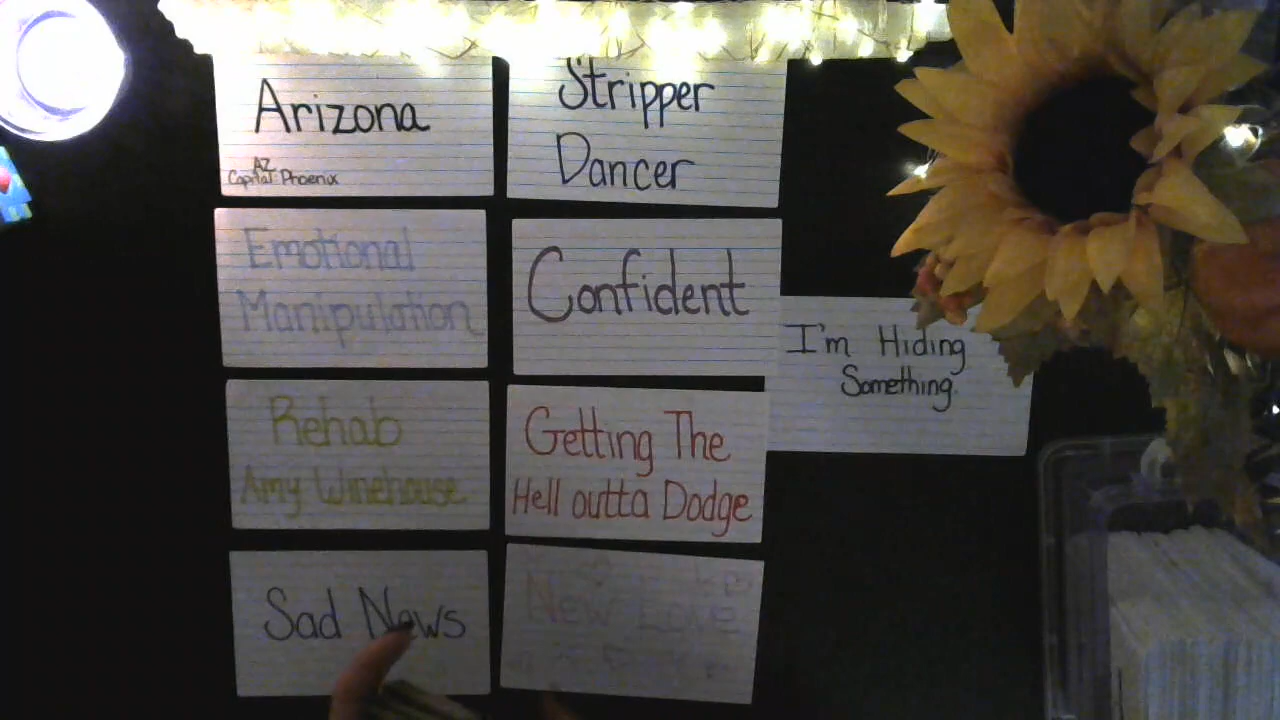 Arizona
AZ
Capital Phoenix
Stripper
Dancer
Emotional
Manipulation
Confident
I'm Hiding
Something
Rehab
Amy Winehouse
Getting The
Hell outta Dodge
Sad News
New Love